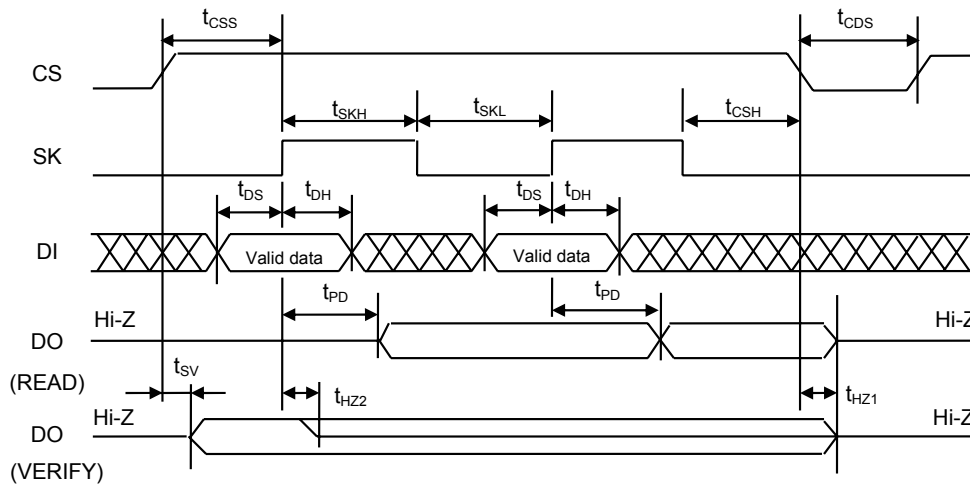 tCSS
tCDS
CS
tSKH
tSKL
tCSH
SK
tDS
tDH
tDS
tDH
DI
Valid data
Valid data
tPD
tPD
Hi-Z
Hi-Z
DO
(READ)
tSV
tHZ2
tHZ1
Hi-Z
Hi-Z
DO
(VERIFY)